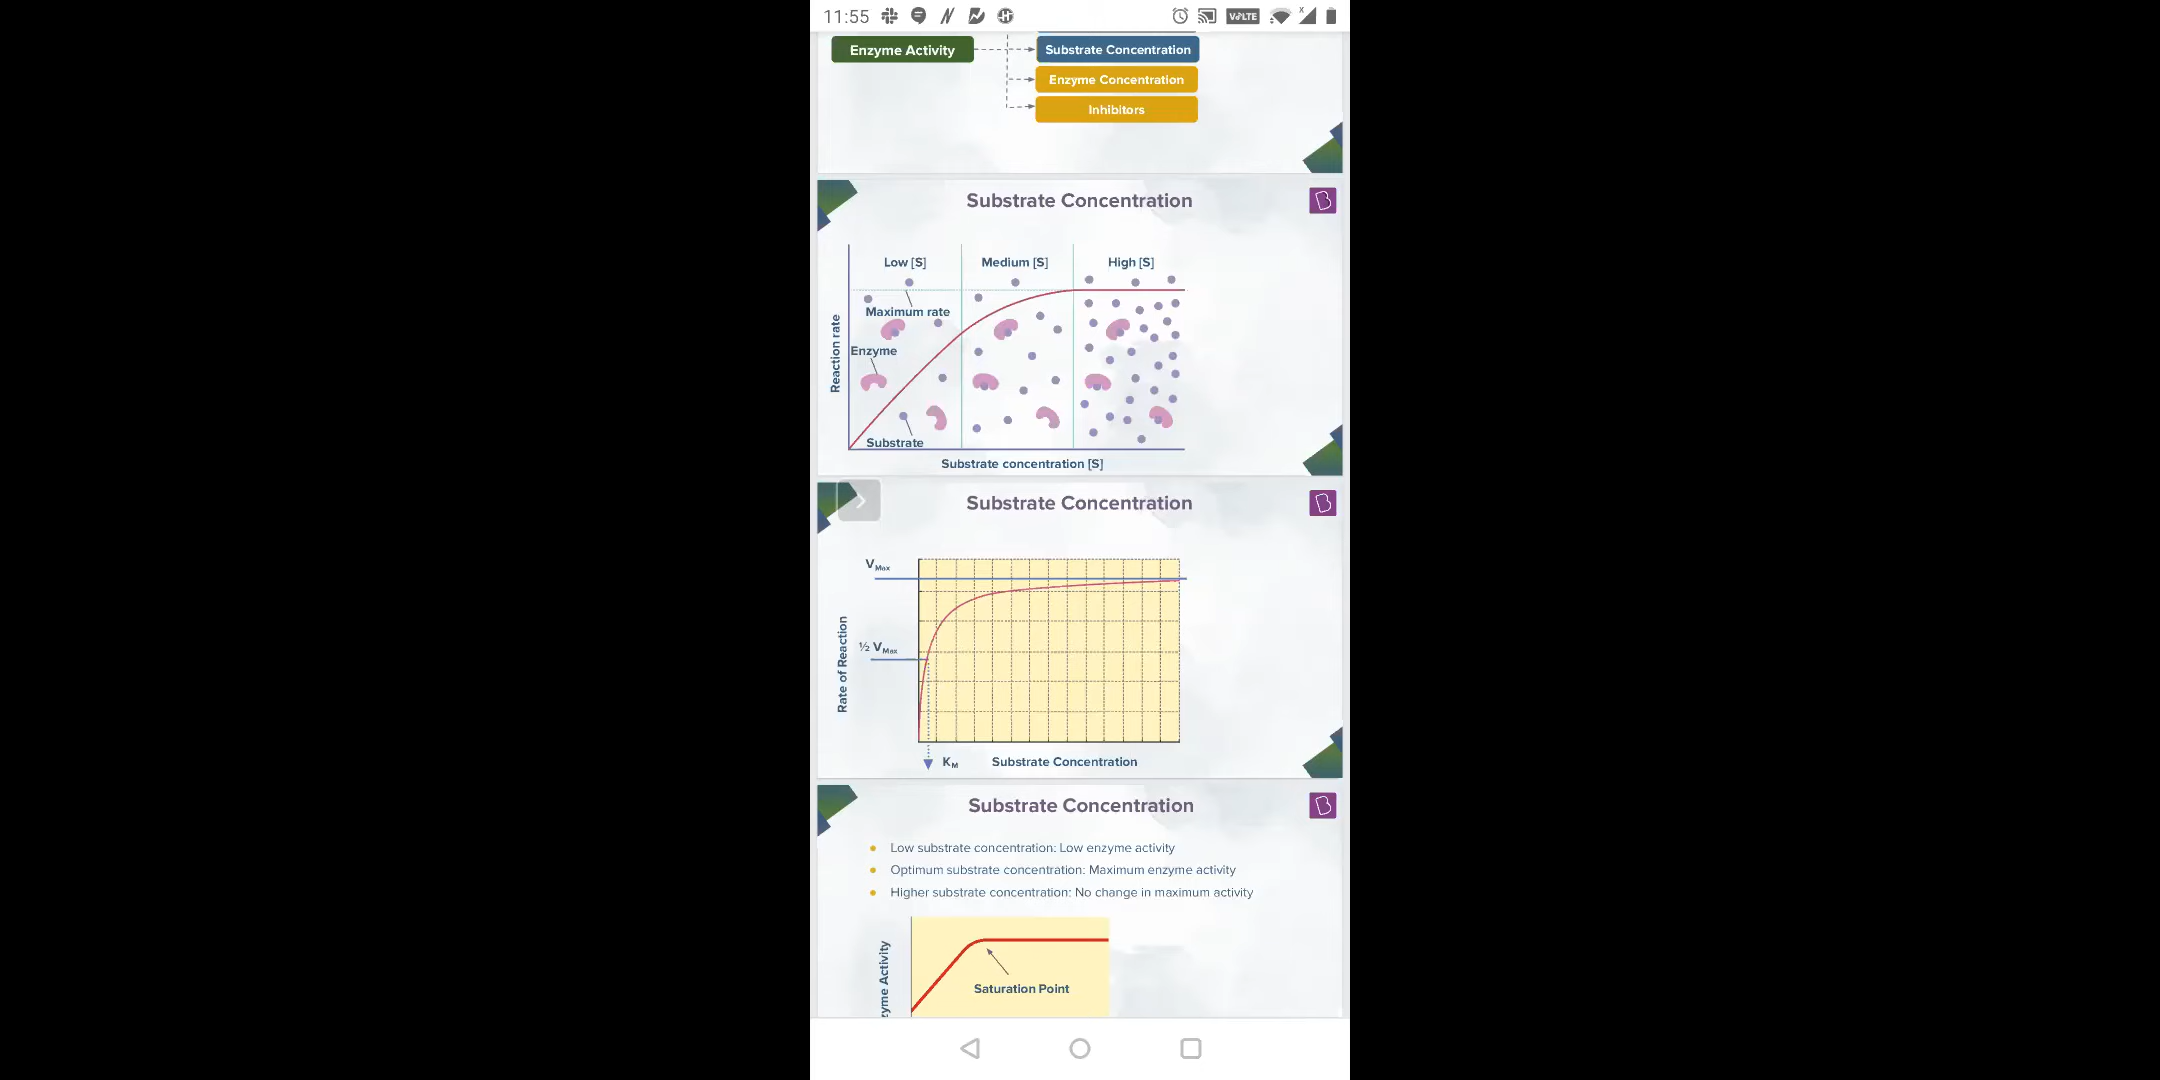 11:55
VoLTE
x
Enzyme Activity
Substrate Concentration
Enzyme Concentration
Inhibitors
Substrate Concentration
Low [S]
Medium [S]
High [S]
Maximum rate
Reaction rate
Enzyme
Substrate
Substrate concentration [S]
Substrate Concentration
VMax
½ VMax
Rate of Reaction
KM
Substrate Concentration
Substrate Concentration
Low substrate concentration: Low enzyme activity
Optimum substrate concentration: Maximum enzyme activity
Higher substrate concentration: No change in maximum activity
zyme Activity
Saturation Point